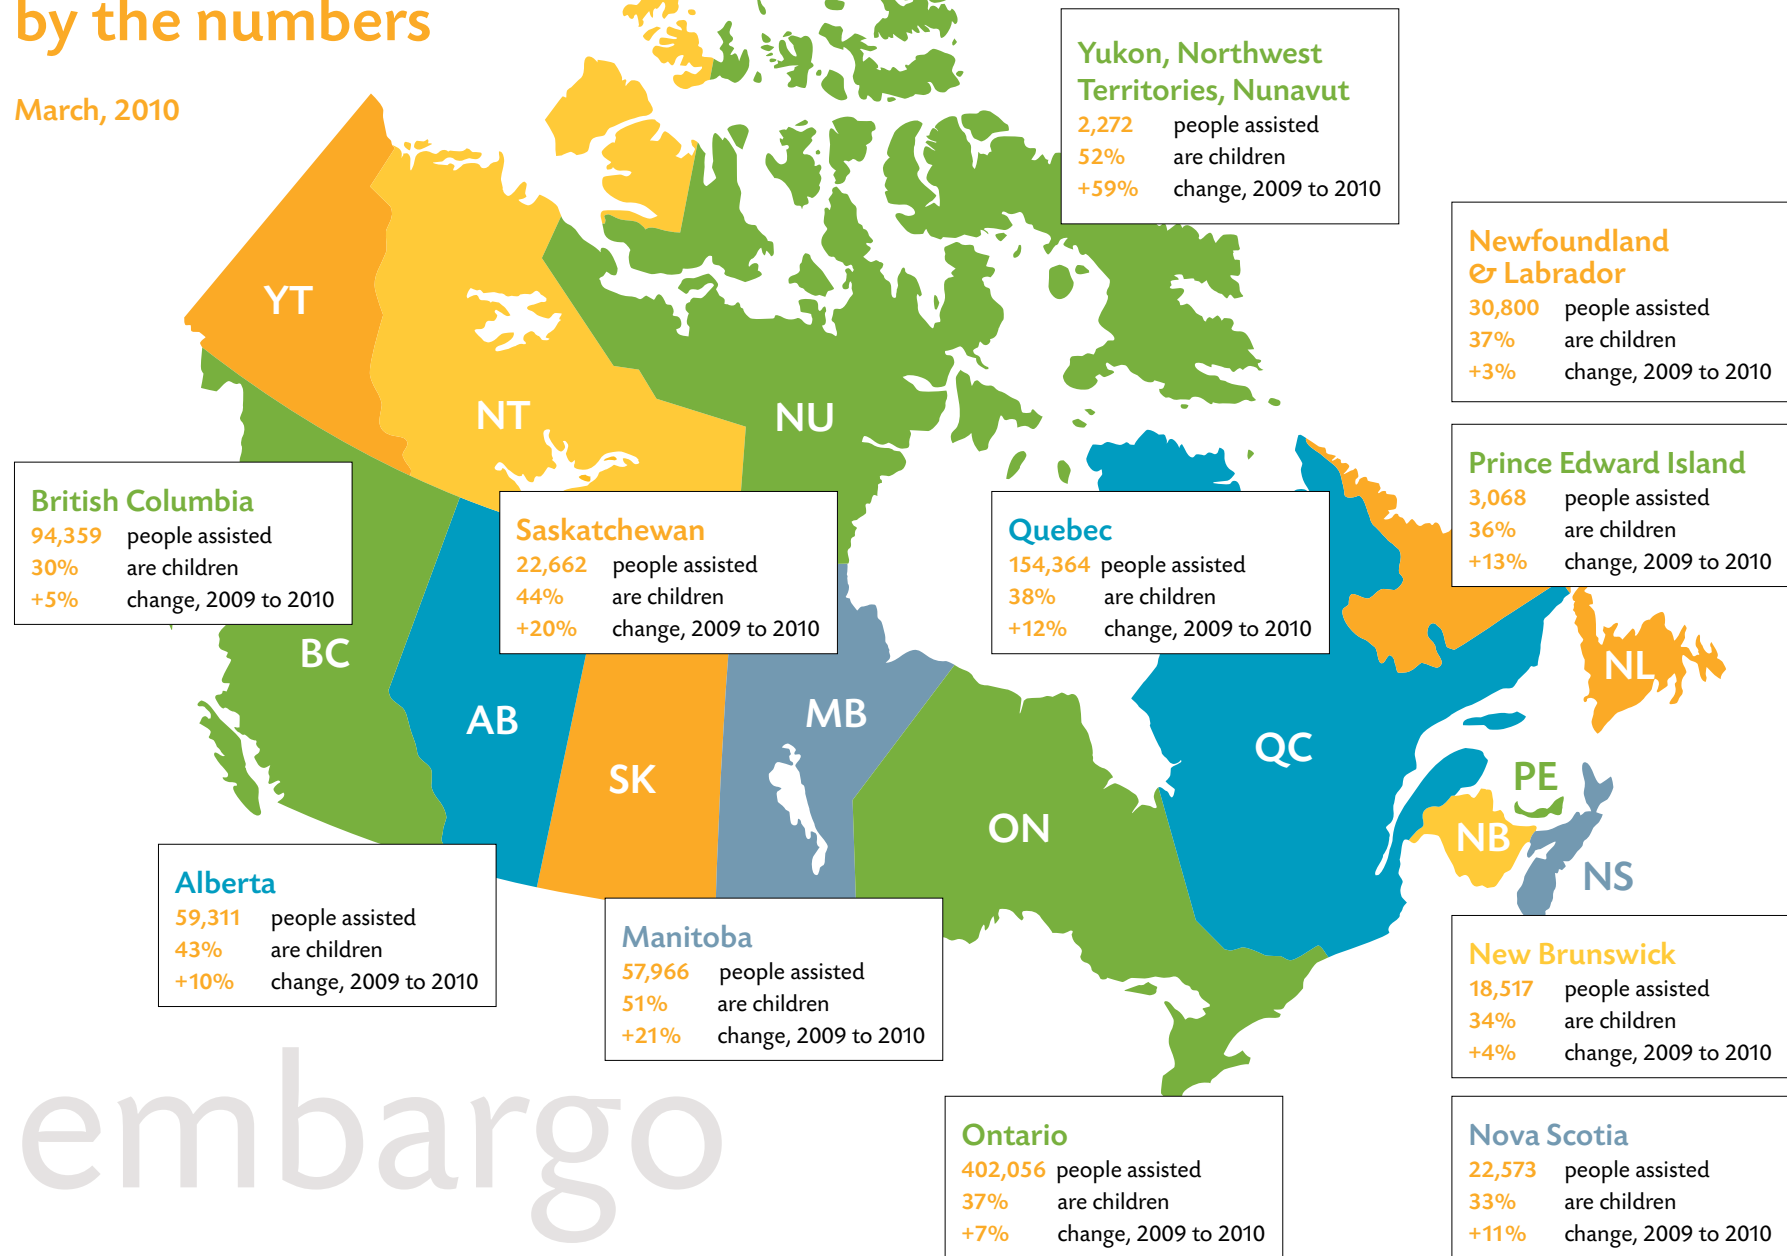 by the numbers
March, 2010
Yukon, Northwest
Territories, Nunavut
2,272 people assisted
52% are children
+59% change, 2009 to 2010
Newfoundland
& Labrador
30,800 people assisted
37% are children
+3% change, 2009 to 2010
YT
NT
NU
Prince Edward Island
3,068 people assisted
36% are children
+13% change, 2009 to 2010
British Columbia
94,359 people assisted
30% are children
+5% change, 2009 to 2010
Saskatchewan
22,662 people assisted
44% are children
+20% change, 2009 to 2010
Quebec
154,364 people assisted
38% are children
+12% change, 2009 to 2010
BC
AB
SK
MB
ON
QC
NL
PE
NB
NS
Alberta
59,311 people assisted
43% are children
+10% change, 2009 to 2010
Manitoba
57,966 people assisted
51% are children
+21% change, 2009 to 2010
New Brunswick
18,517 people assisted
34% are children
+4% change, 2009 to 2010
embargo
Ontario
402,056 people assisted
37% are children
+7% change, 2009 to 2010
Nova Scotia
22,573 people assisted
33% are children
+11% change, 2009 to 2010